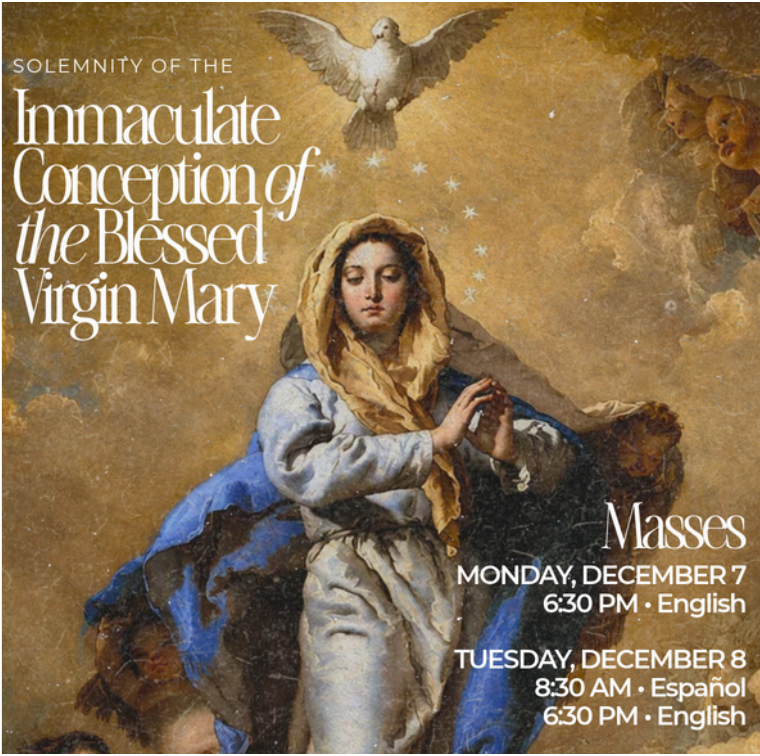 SOLEMNITY OF THE
Immaculate
Conception of
the Blessed
Virgin Mary
Masses
MONDAY, DECEMBER 7
6:30 PM • English
TUESDAY, DECEMBER 8
8:30 AM • Español
6:30 PM • English